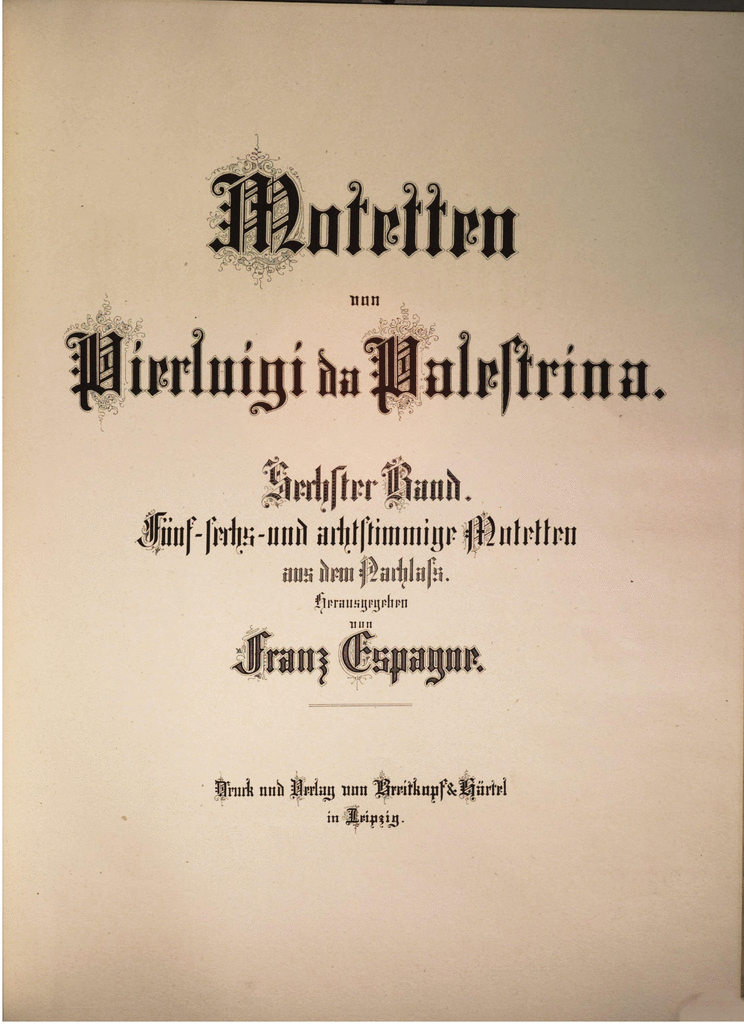 Motetten
von
Pierluigi da Paleſtrina.
Sechſter Band.
Fünf-ſechs-und achtſtimmige Motetten
aus dem Nachlaſs.
Herausgegeben
von
Franz Espagne.
Druck und Verlag von Breitkopf & Härtel
in Leipzig.